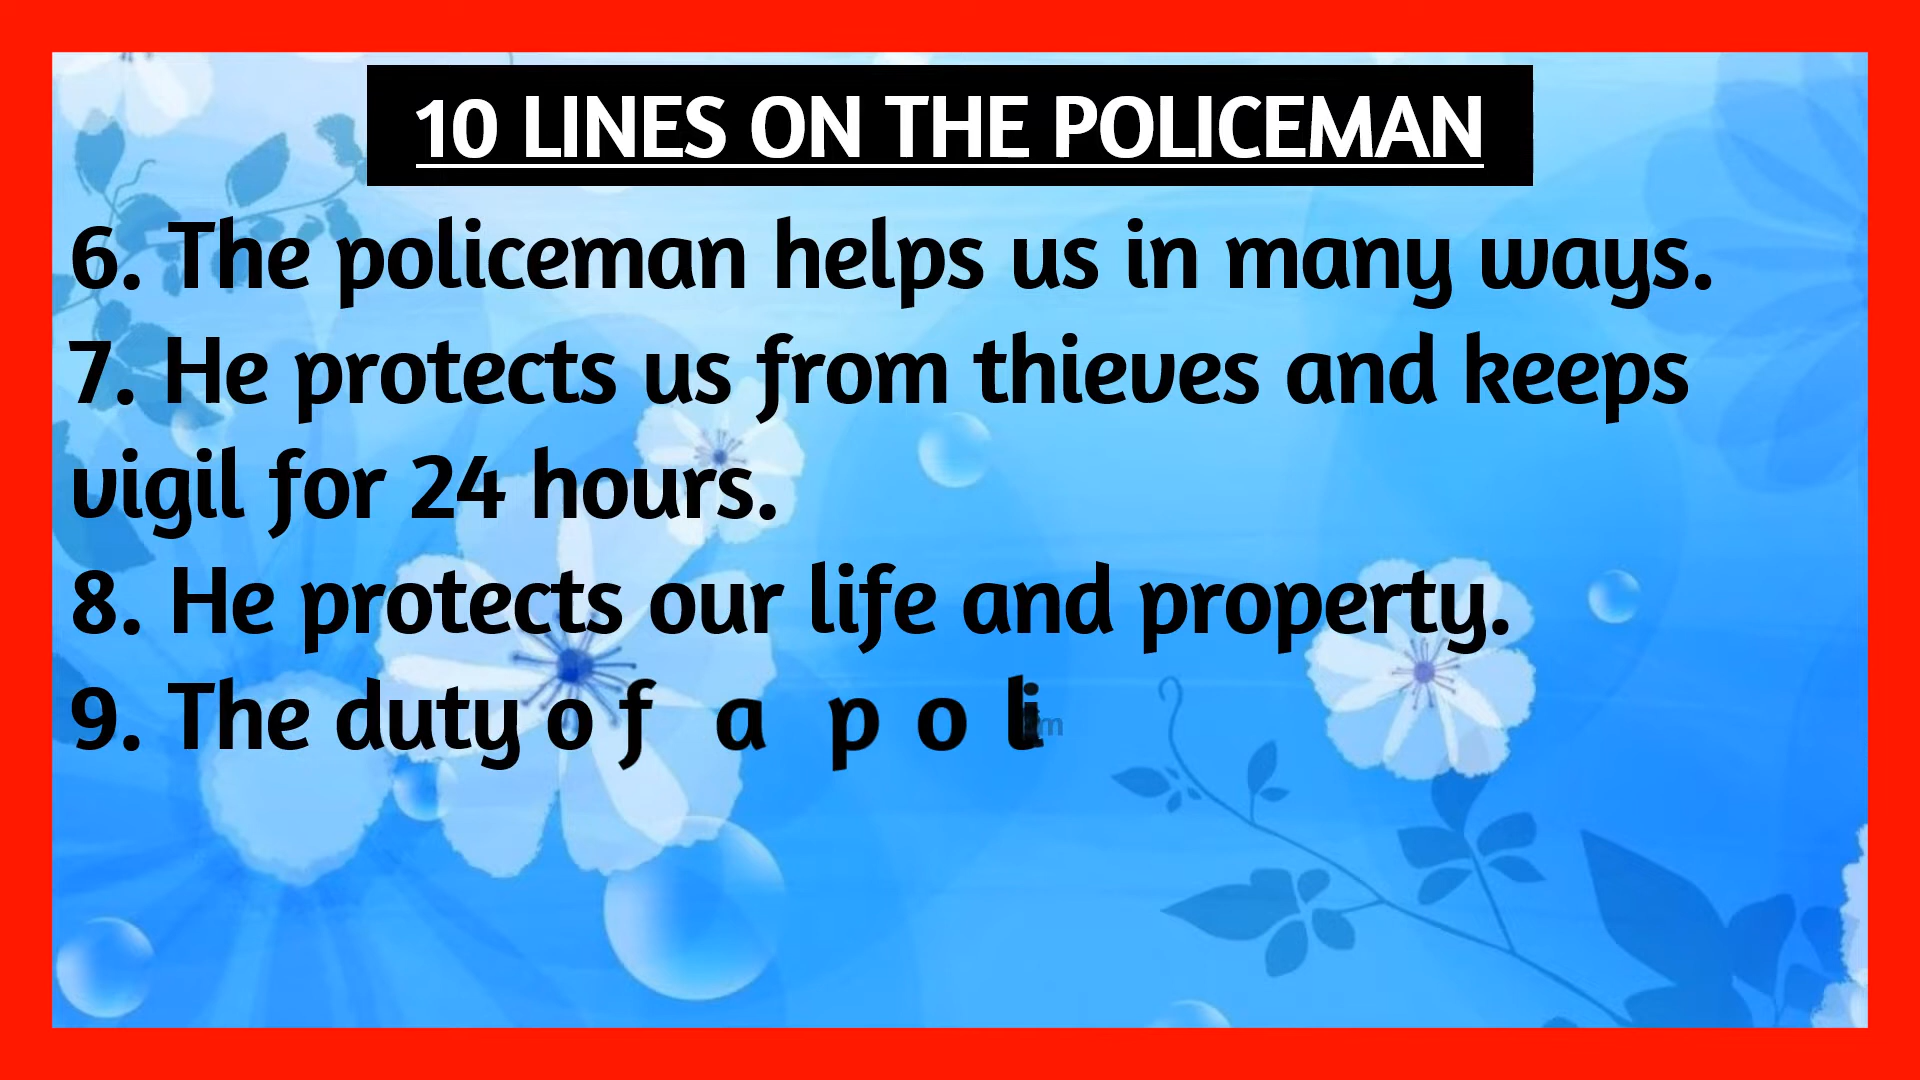 10 LINES ON THE POLICEMAN
6. The policeman helps us in many ways.
7. He protects us from thieves and keeps
vigil for 24 hours.
8. He protects our life and property.
9. The duty of a